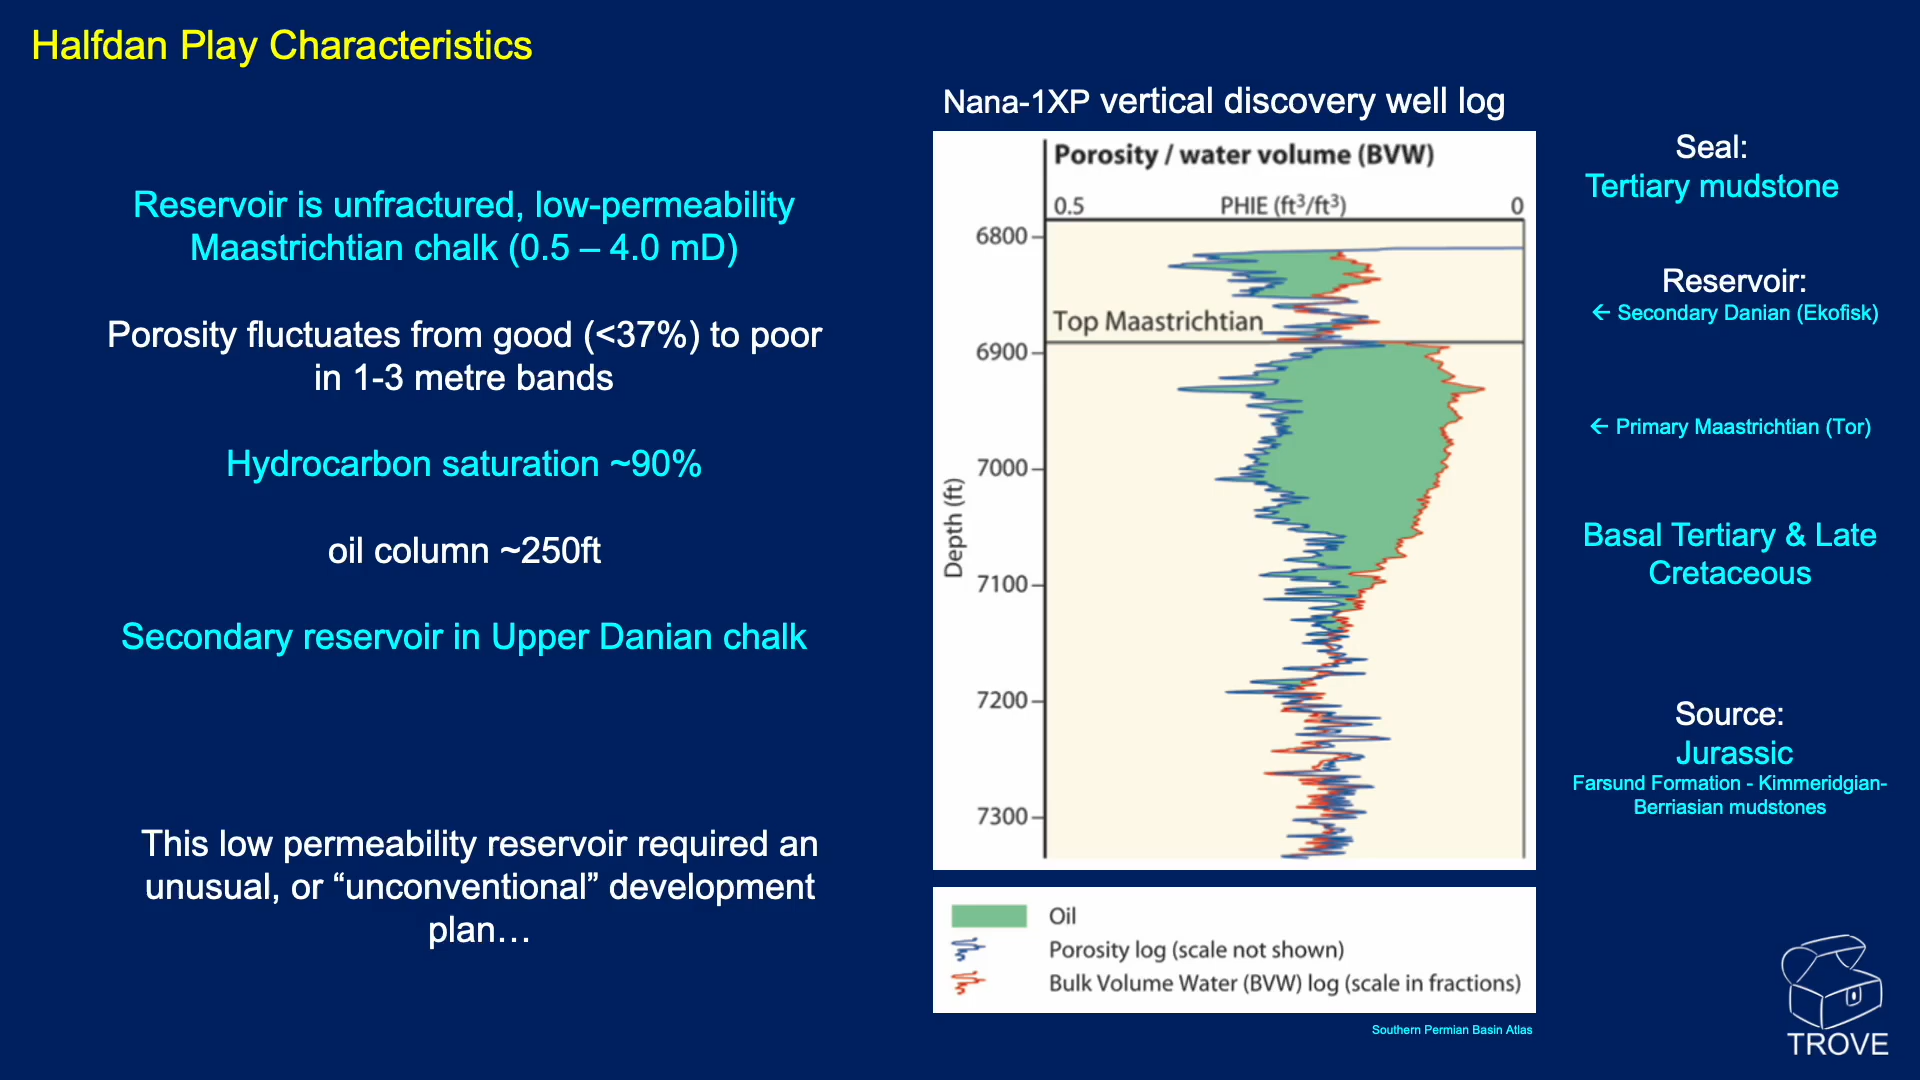 Halfdan Play Characteristics
Reservoir is unfractured, low-permeability
Maastrichtian chalk (0.5 – 4.0 mD)
Porosity fluctuates from good (<37%) to poor
in 1-3 metre bands
Hydrocarbon saturation ~90%
oil column ~250ft
Secondary reservoir in Upper Danian chalk
This low permeability reservoir required an
unusual, or “unconventional” development
plan…
Nana-1XP vertical discovery well log
Porosity / water volume (BVW)
0.5 PHIE (ft³/ft³) 0
6800
Top Maastrichtian
6900
7000
Depth (ft)
7100
7200
7300
Oil
Porosity log (scale not shown)
Bulk Volume Water (BVW) log (scale in fractions)
Southern Permian Basin Atlas
Seal:
Tertiary mudstone
Reservoir:
← Secondary Danian (Ekofisk)
← Primary Maastrichtian (Tor)
Basal Tertiary & Late
Cretaceous
Source:
Jurassic
Farsund Formation - Kimmeridgian-
Berriasian mudstones
TROVE